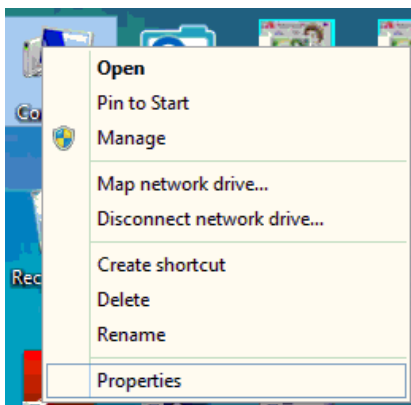 Open
Pin to Start
Manage
Map network drive...
Disconnect network drive...
Create shortcut
Delete
Rename
Properties